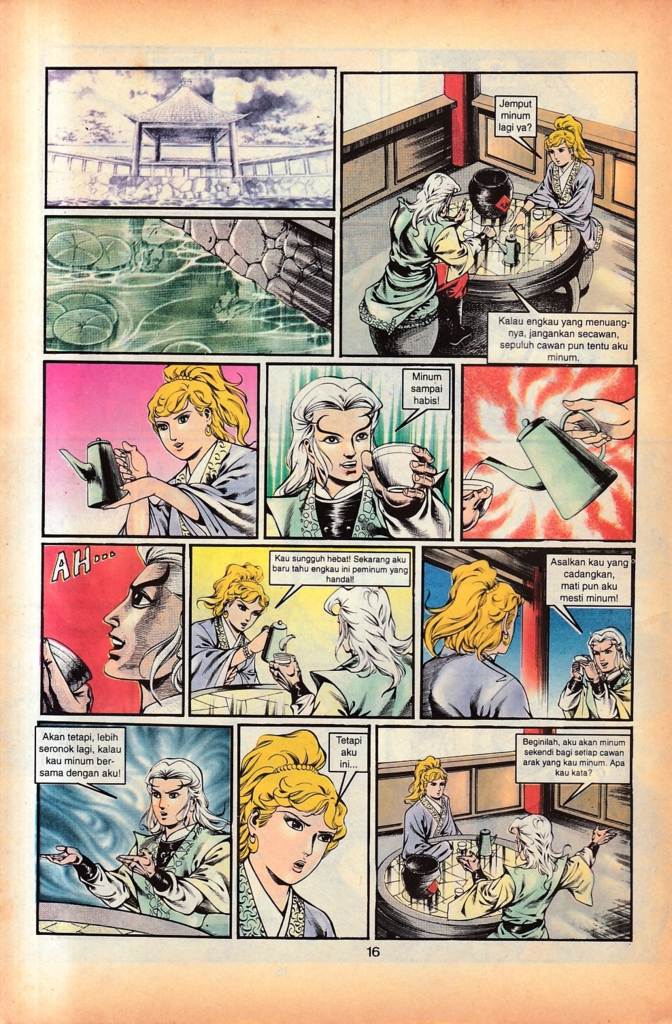 Jemput
minum
lagi ya?
Kalau engkau yang menuang-
nya, jangankan secawan,
sepuluh cawan pun tentu aku
minum.
Minum
sampai
habis!
AH...
Kau sungguh hebat! Sekarang aku
baru tahu engkau ini peminum yang
handal!
Asalkan kau yang
cadangkan,
mati pun aku
mesti minum!
Akan tetapi, lebih
seronok lagi, kalau
kau minum ber-
sama dengan aku!
Tetapi
aku
ini...
Beginilah, aku akan minum
sekendi bagi setiap cawan
arak yang kau minum. Apa
kau kata?
16